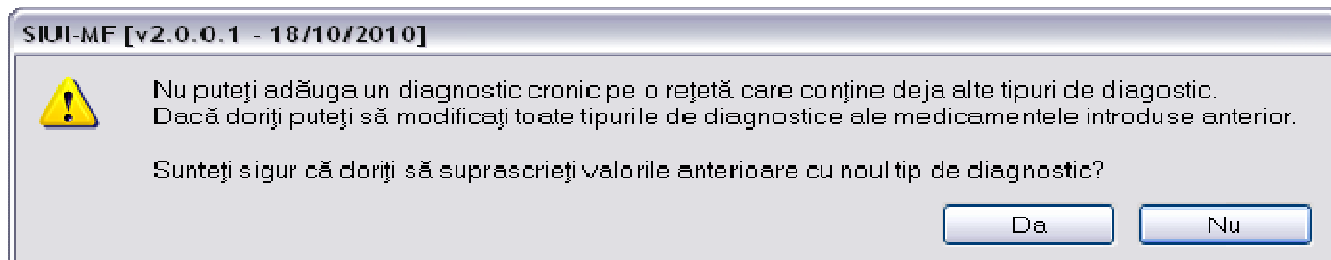 SIUI-MF [v2.0.0.1 - 18/10/2010]
Nu puteţi adăuga un diagnostic cronic pe o reţetă care conţine deja alte tipuri de diagostic.
Dacă doriţi puteţi să modificaţi toate tipurile de diagnostice ale medicamentele introduse anterior.
Sunteţi sigur că doriţi să suprascrieţi valorile anterioare cu noul tip de diagnostic?
Da
Nu